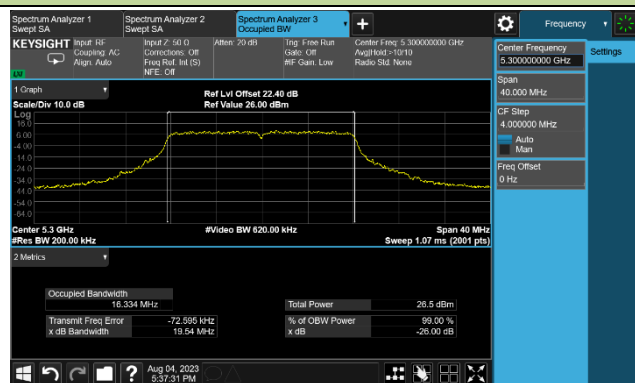 Spectrum Analyzer 1
Swept SA
Spectrum Analyzer 2
Swept SA
Spectrum Analyzer 3
Occupied BW
+
Frequency
KEYSIGHT
Input: RF
Coupling: AC
Align: Auto
Input Z: 50 Ω
Corrections: Off
Freq Ref: Int (S)
NFE: Off
Atten: 20 dB
Trig: Free Run
Gate: Off
#IF Gain: Low
Center Freq: 5.300000000 GHz
Avg|Hold:>10/10
Radio Std: None
LXI
Center Frequency
5.300000000 GHz
Settings
Span
40.000 MHz
CF Step
4.000000 MHz
Auto
Man
Freq Offset
0 Hz
1 Graph
Scale/Div 10.0 dB
Ref Lvl Offset 22.40 dB
Ref Value 26.00 dBm
Log
16.0
6.00
-4.00
-14.0
-24.0
-34.0
-44.0
-54.0
-64.0
Center 5.3 GHz
#Res BW 200.00 kHz
#Video BW 620.00 kHz
Span 40 MHz
Sweep 1.07 ms (2001 pts)
2 Metrics
Occupied Bandwidth
16.334 MHz
Total Power 26.5 dBm
Transmit Freq Error -72.595 kHz
% of OBW Power 99.00 %
x dB Bandwidth 19.54 MHz
x dB -26.00 dB
?
Aug 04, 2023
5:37:31 PM